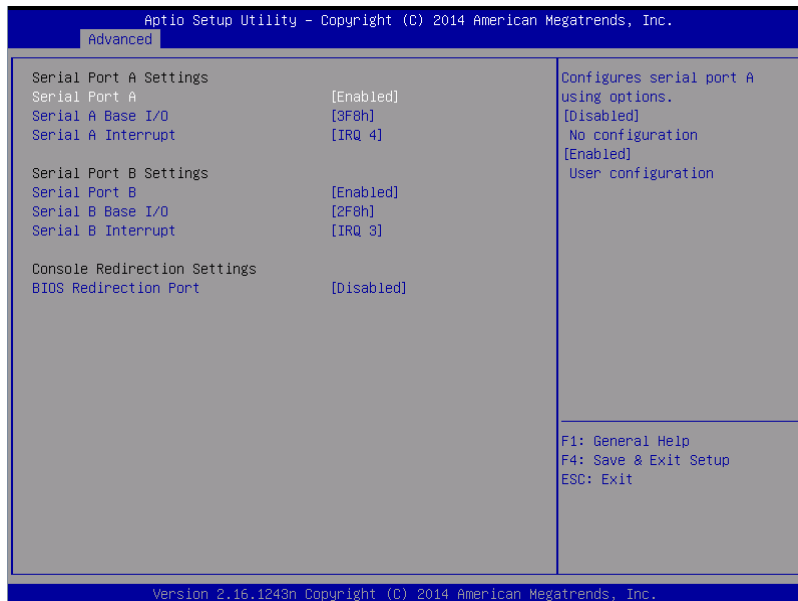 Aptio Setup Utility – Copyright (C) 2014 American Megatrends, Inc.
Advanced
Serial Port A Settings
Serial Port A [Enabled]
Serial A Base I/O [3F8h]
Serial A Interrupt [IRQ 4]
Serial Port B Settings
Serial Port B [Enabled]
Serial B Base I/O [2F8h]
Serial B Interrupt [IRQ 3]
Console Redirection Settings
BIOS Redirection Port [Disabled]
Configures serial port A
using options.
[Disabled]
No configuration
[Enabled]
User configuration
F1: General Help
F4: Save & Exit Setup
ESC: Exit
Version 2.16.1243n Copyright (C) 2014 American Megatrends, Inc.